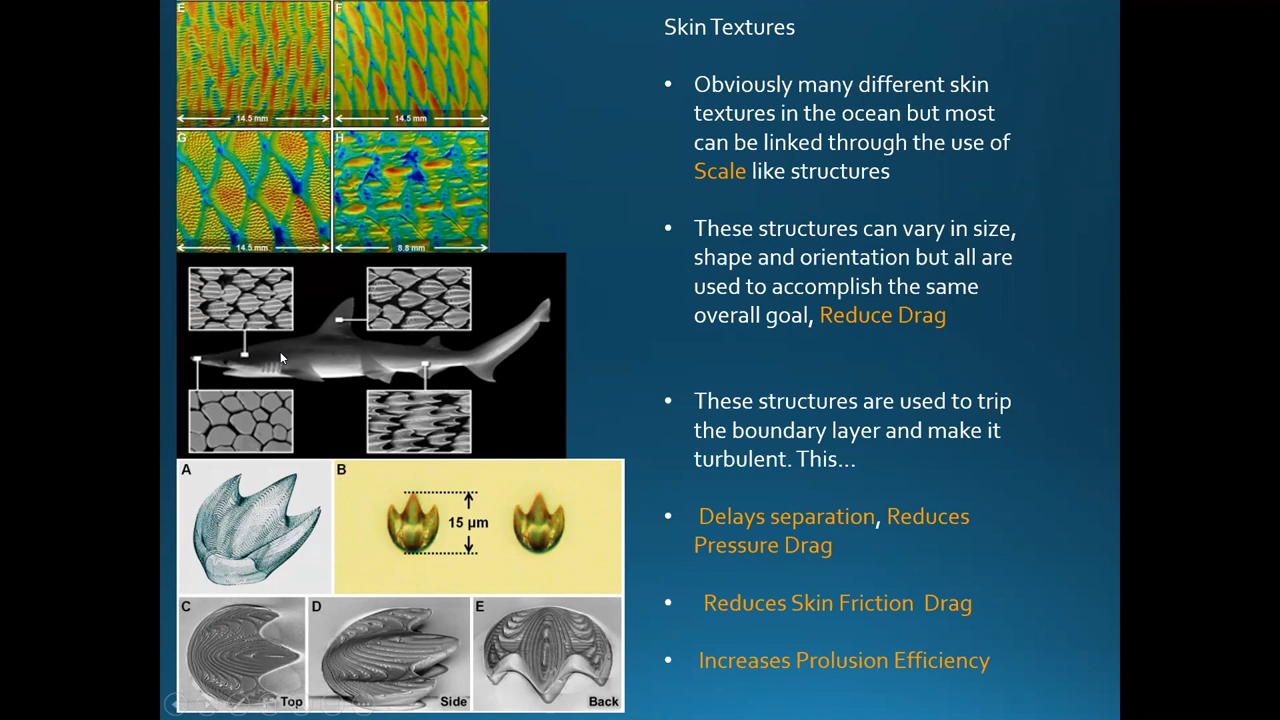 E
F
14.5 mm
14.5 mm
G
H
14.5 mm
8.8 mm
A
B
15 µm
C
D
E
Top
Side
Back
Skin Textures
• Obviously many different skin
textures in the ocean but most
can be linked through the use of
Scale like structures
• These structures can vary in size,
shape and orientation but all are
used to accomplish the same
overall goal, Reduce Drag
• These structures are used to trip
the boundary layer and make it
turbulent. This...
• Delays separation, Reduces
Pressure Drag
• Reduces Skin Friction Drag
• Increases Prolusion Efficiency